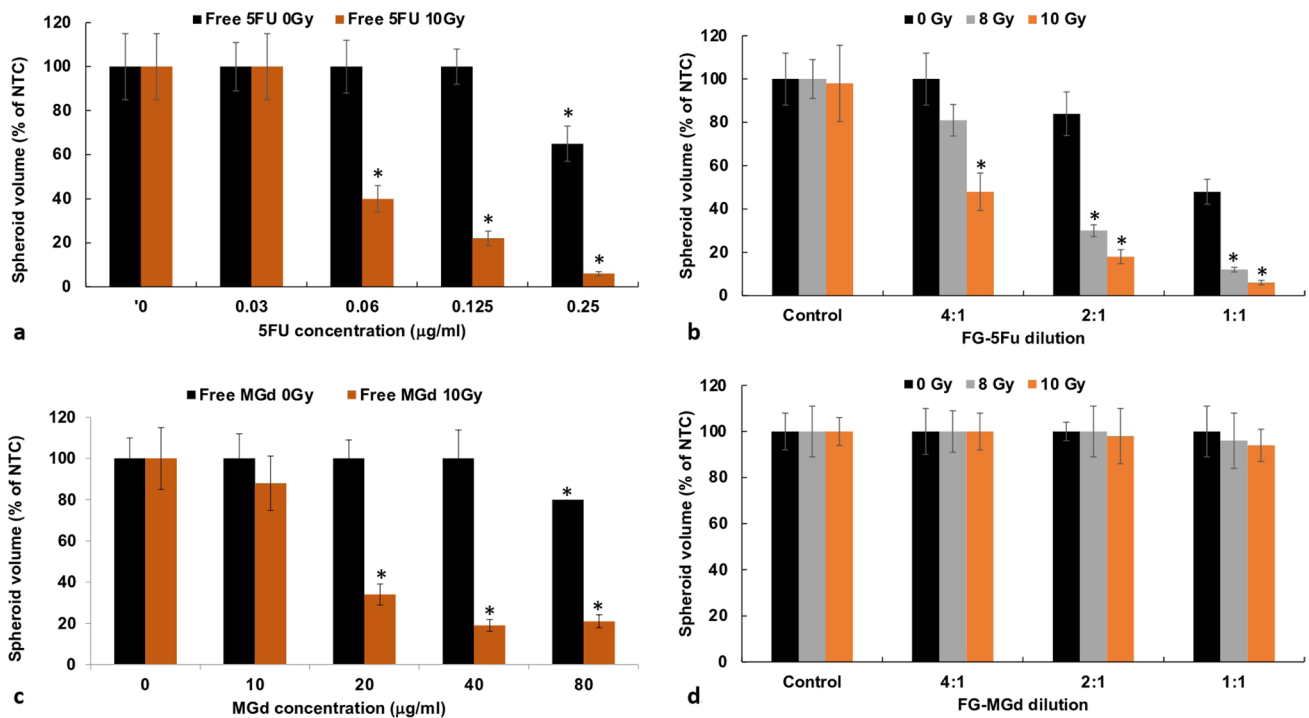 Free 5FU 0Gy Free 5FU 10Gy
Spheroid volume (% of NTC)
120
100
80
60
40
20
0
* * * *
'0 0.03 0.06 0.125 0.25
5FU concentration (µg/ml)
a
0 Gy 8 Gy 10 Gy
Spheroid volume (% of NTC)
120
100
80
60
40
20
0
* * * * *
Control 4:1 2:1 1:1
FG-5Fu dilution
b
Free MGd 0Gy Free MGd 10Gy
Spheroid volume (% of NTC)
120
100
80
60
40
20
0
* * * *
0 10 20 40 80
MGd concentration (µg/ml)
c
0 Gy 8 Gy 10 Gy
Spheroid volume (% of NTC)
120
100
80
60
40
20
0
Control 4:1 2:1 1:1
FG-MGd dilution
d